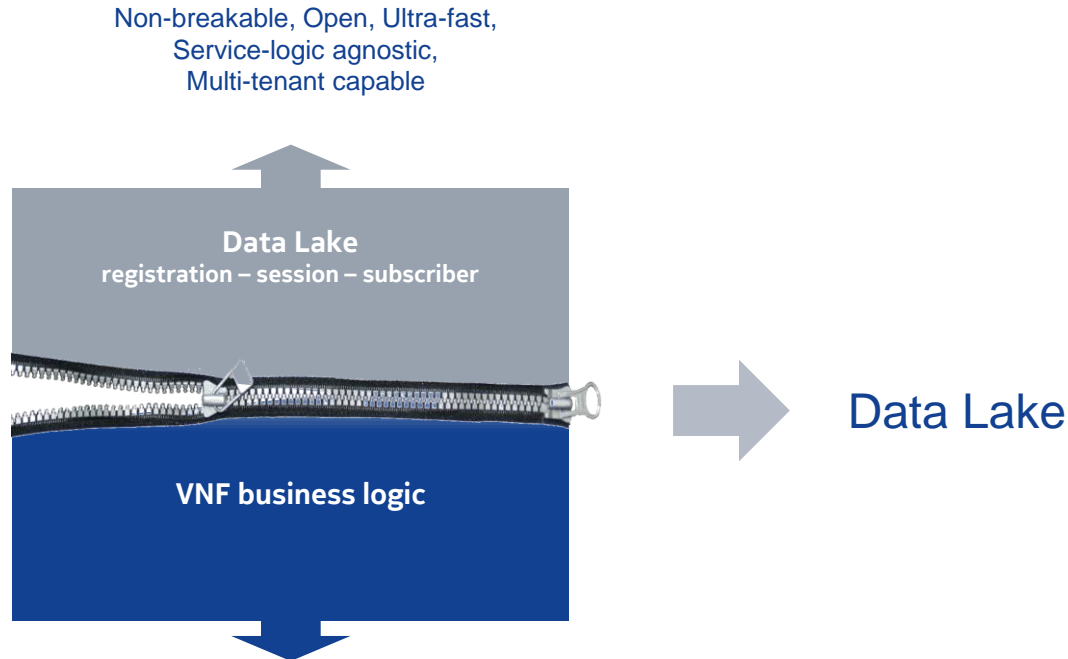 Non-breakable, Open, Ultra-fast,
Service-logic agnostic,
Multi-tenant capable
Data Lake
registration – session – subscriber
Data Lake
VNF business logic